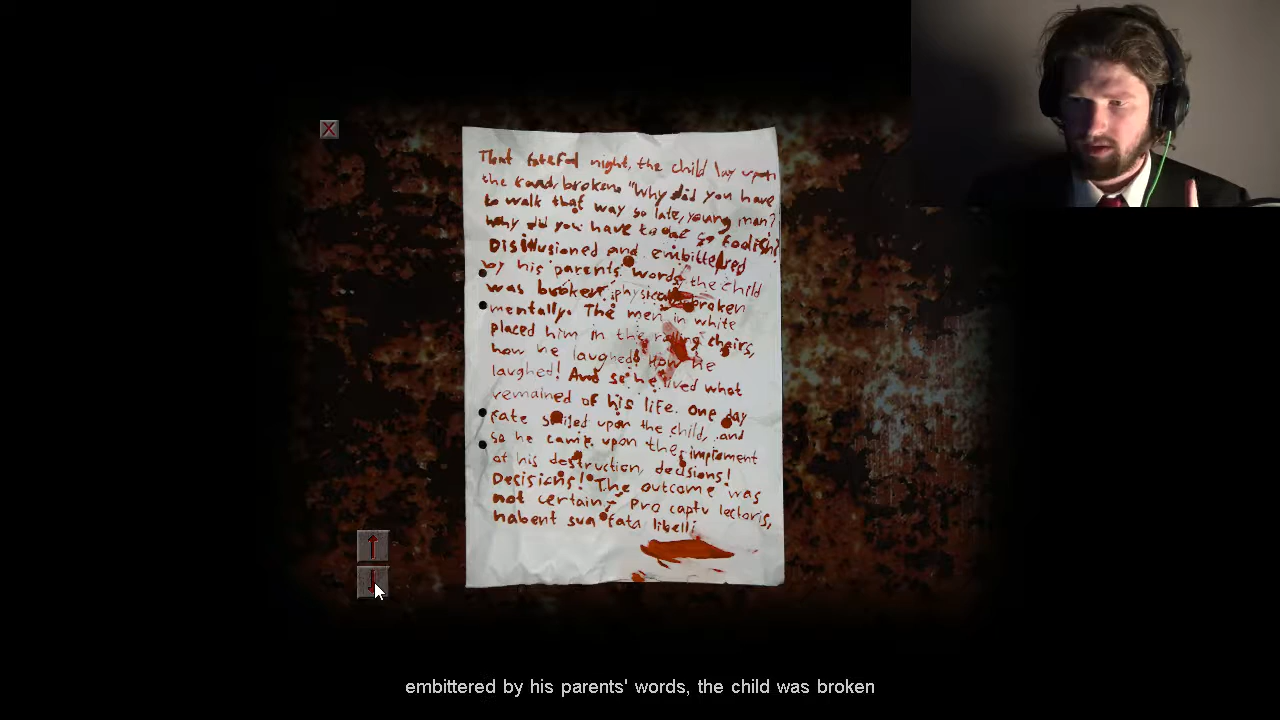 That fateful night, the child lay upon
the road, broken. "Why did you have
to walk that way so late, young man?
Why did you have to be so foolish?
Disillusioned and embittered
by his parents' words, the child
was broken physically broken
mentally. The men in white
placed him in the rolling chairs,
how he laughed! How he
laughed! And so he lived what
remained of his life. One day
fate smiled upon the child, and
so he came upon the impliment
of his destruction, decisions!
Desisions! The outcome was
not certain - Pro captu lectoris,
habent sua fata libelli
embittered by his parents' words, the child was broken